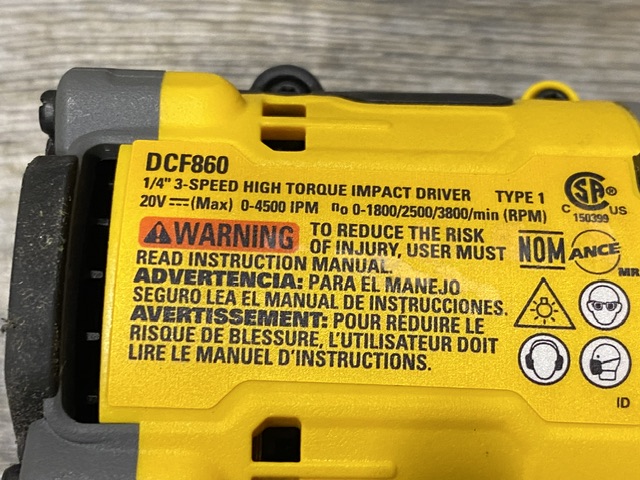 DCF860
1/4" 3-SPEED HIGH TORQUE IMPACT DRIVER TYPE 1
20V ⎓ (Max) 0-4500 IPM n₀ 0-1800/2500/3800/min (RPM)
WARNING TO REDUCE THE RISK
OF INJURY, USER MUST
READ INSTRUCTION MANUAL.
ADVERTENCIA: PARA EL MANEJO
SEGURO LEA EL MANUAL DE INSTRUCCIONES.
AVERTISSEMENT: POUR RÉDUIRE LE
RISQUE DE BLESSURE, L'UTILISATEUR DOIT
LIRE LE MANUEL D'INSTRUCTIONS.
C SA US
150399
NOM ANCE
MR
ID